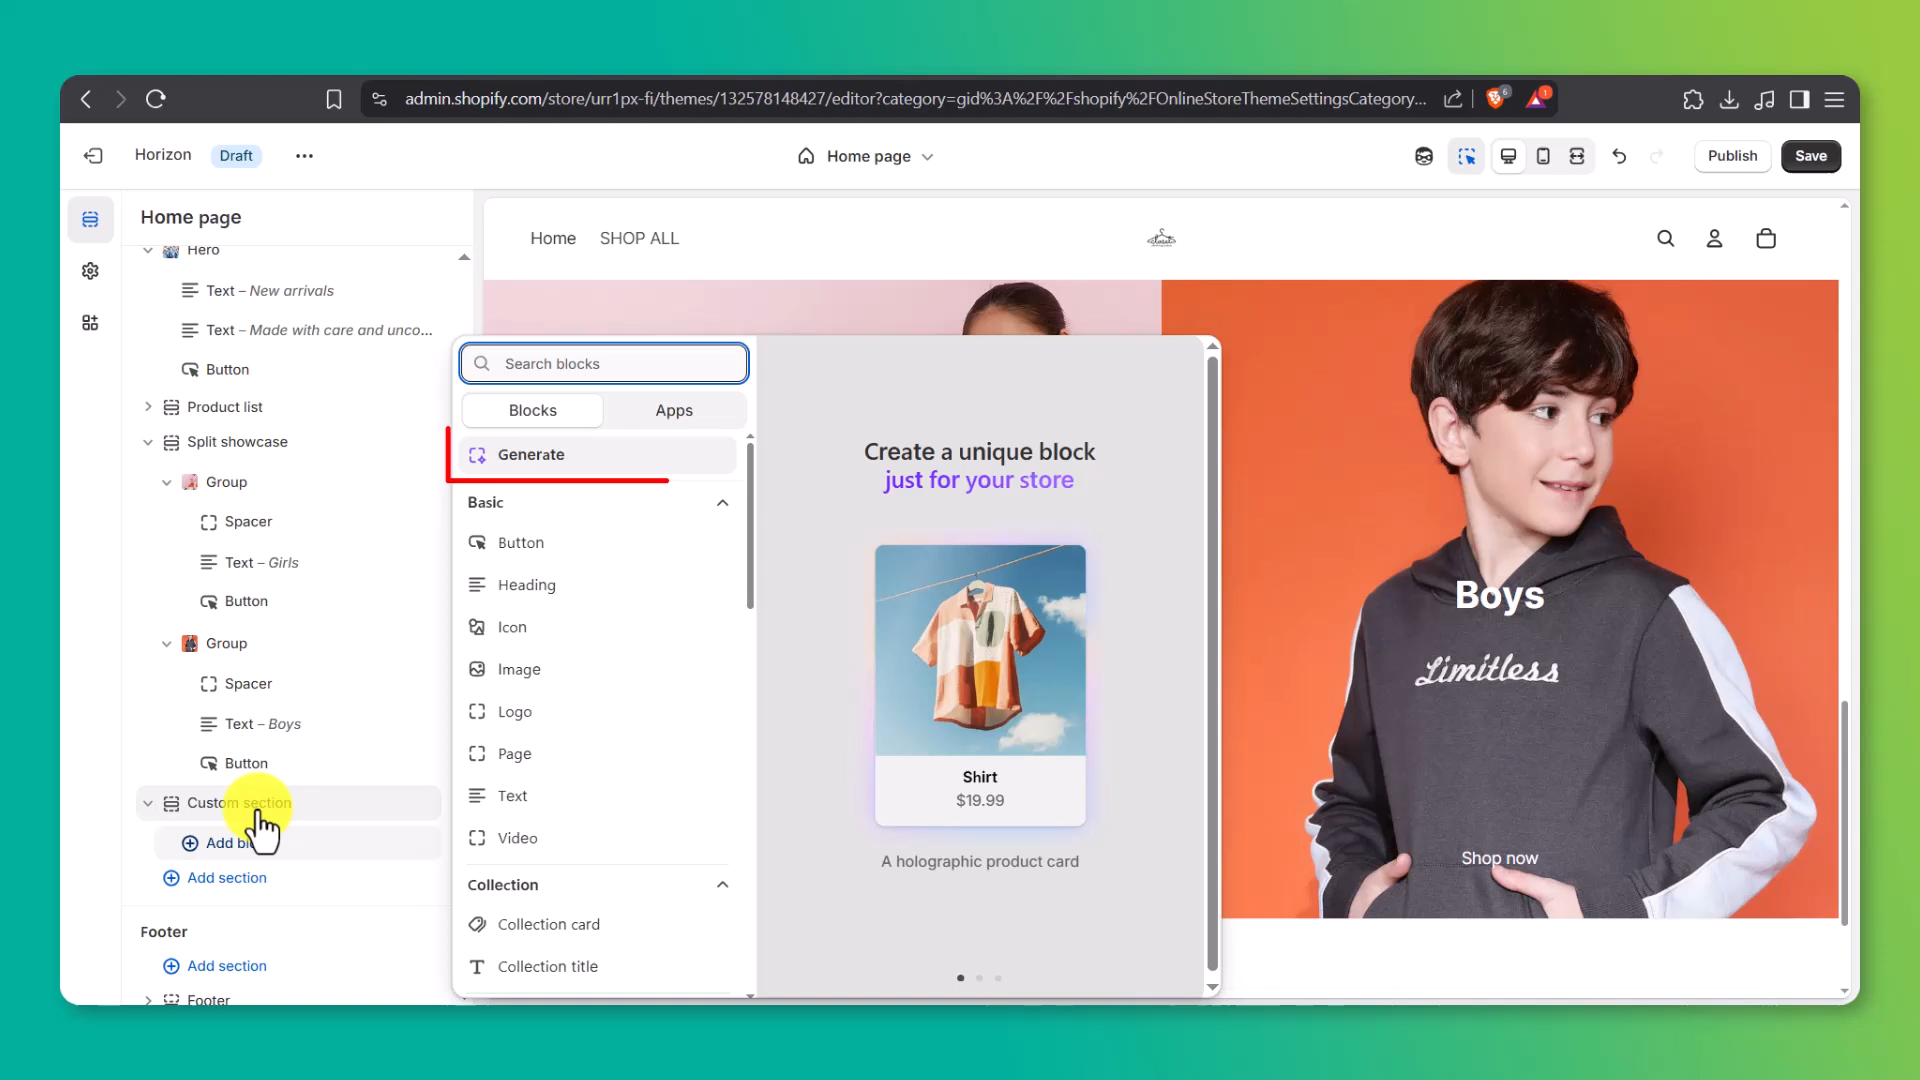 admin.shopify.com/store/urr1px-fi/themes/132578148427/editor?category=gid%3A%2F%2Fshopify%2FOnlineStoreThemeSettingsCategory...
6
1
Horizon
Draft
Home page
Publish
Save
Home page
Hero
Text – New arrivals
Text – Made with care and unco...
Button
Product list
Split showcase
Group
Spacer
Text – Girls
Button
Group
Spacer
Text – Boys
Button
Custom section
Add
Add section
Footer
Add section
Footer
Search blocks
Blocks
Apps
Generate
Basic
Button
Heading
Icon
Image
Logo
Page
Text
Video
Collection
Collection card
Collection title
Create a unique block
just for your store
Shirt
$19.99
A holographic product card
Home
SHOP ALL
Boys
Limitless
Shop now